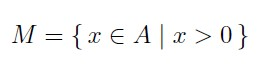 M = { x ∈ A | x > 0 }